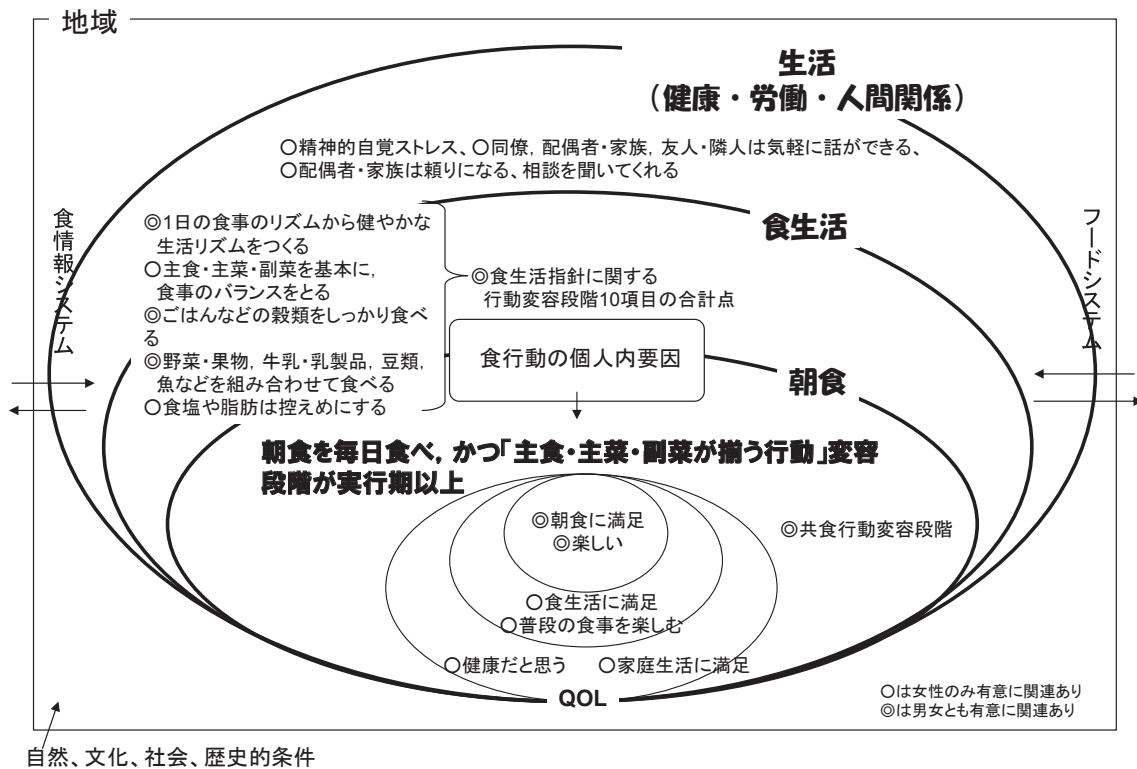 地域
生活
（健康・労働・人間関係）
○精神的自覚ストレス、○同僚，配偶者・家族，友人・隣人は気軽に話ができる、
○配偶者・家族は頼りになる、相談を聞いてくれる
食情報システム
フードシステム
食生活
◎1日の食事のリズムから健やかな
生活リズムをつくる
○主食・主菜・副菜を基本に，
食事のバランスをとる
◎ごはんなどの穀類をしっかり食べ
る
◎野菜・果物，牛乳・乳製品，豆類，
魚などを組み合わせて食べる
○食塩や脂肪は控えめにする
◎食生活指針に関する
行動変容段階10項目の合計点
食行動の個人内要因
朝食
朝食を毎日食べ，かつ「主食・主菜・副菜が揃う行動」変容
段階が実行期以上
◎朝食に満足
◎楽しい
◎共食行動変容段階
○食生活に満足
○普段の食事を楽しむ
○健康だと思う　○家庭生活に満足
QOL
○は女性のみ有意に関連あり
◎は男女とも有意に関連あり
自然、文化、社会、歴史的条件